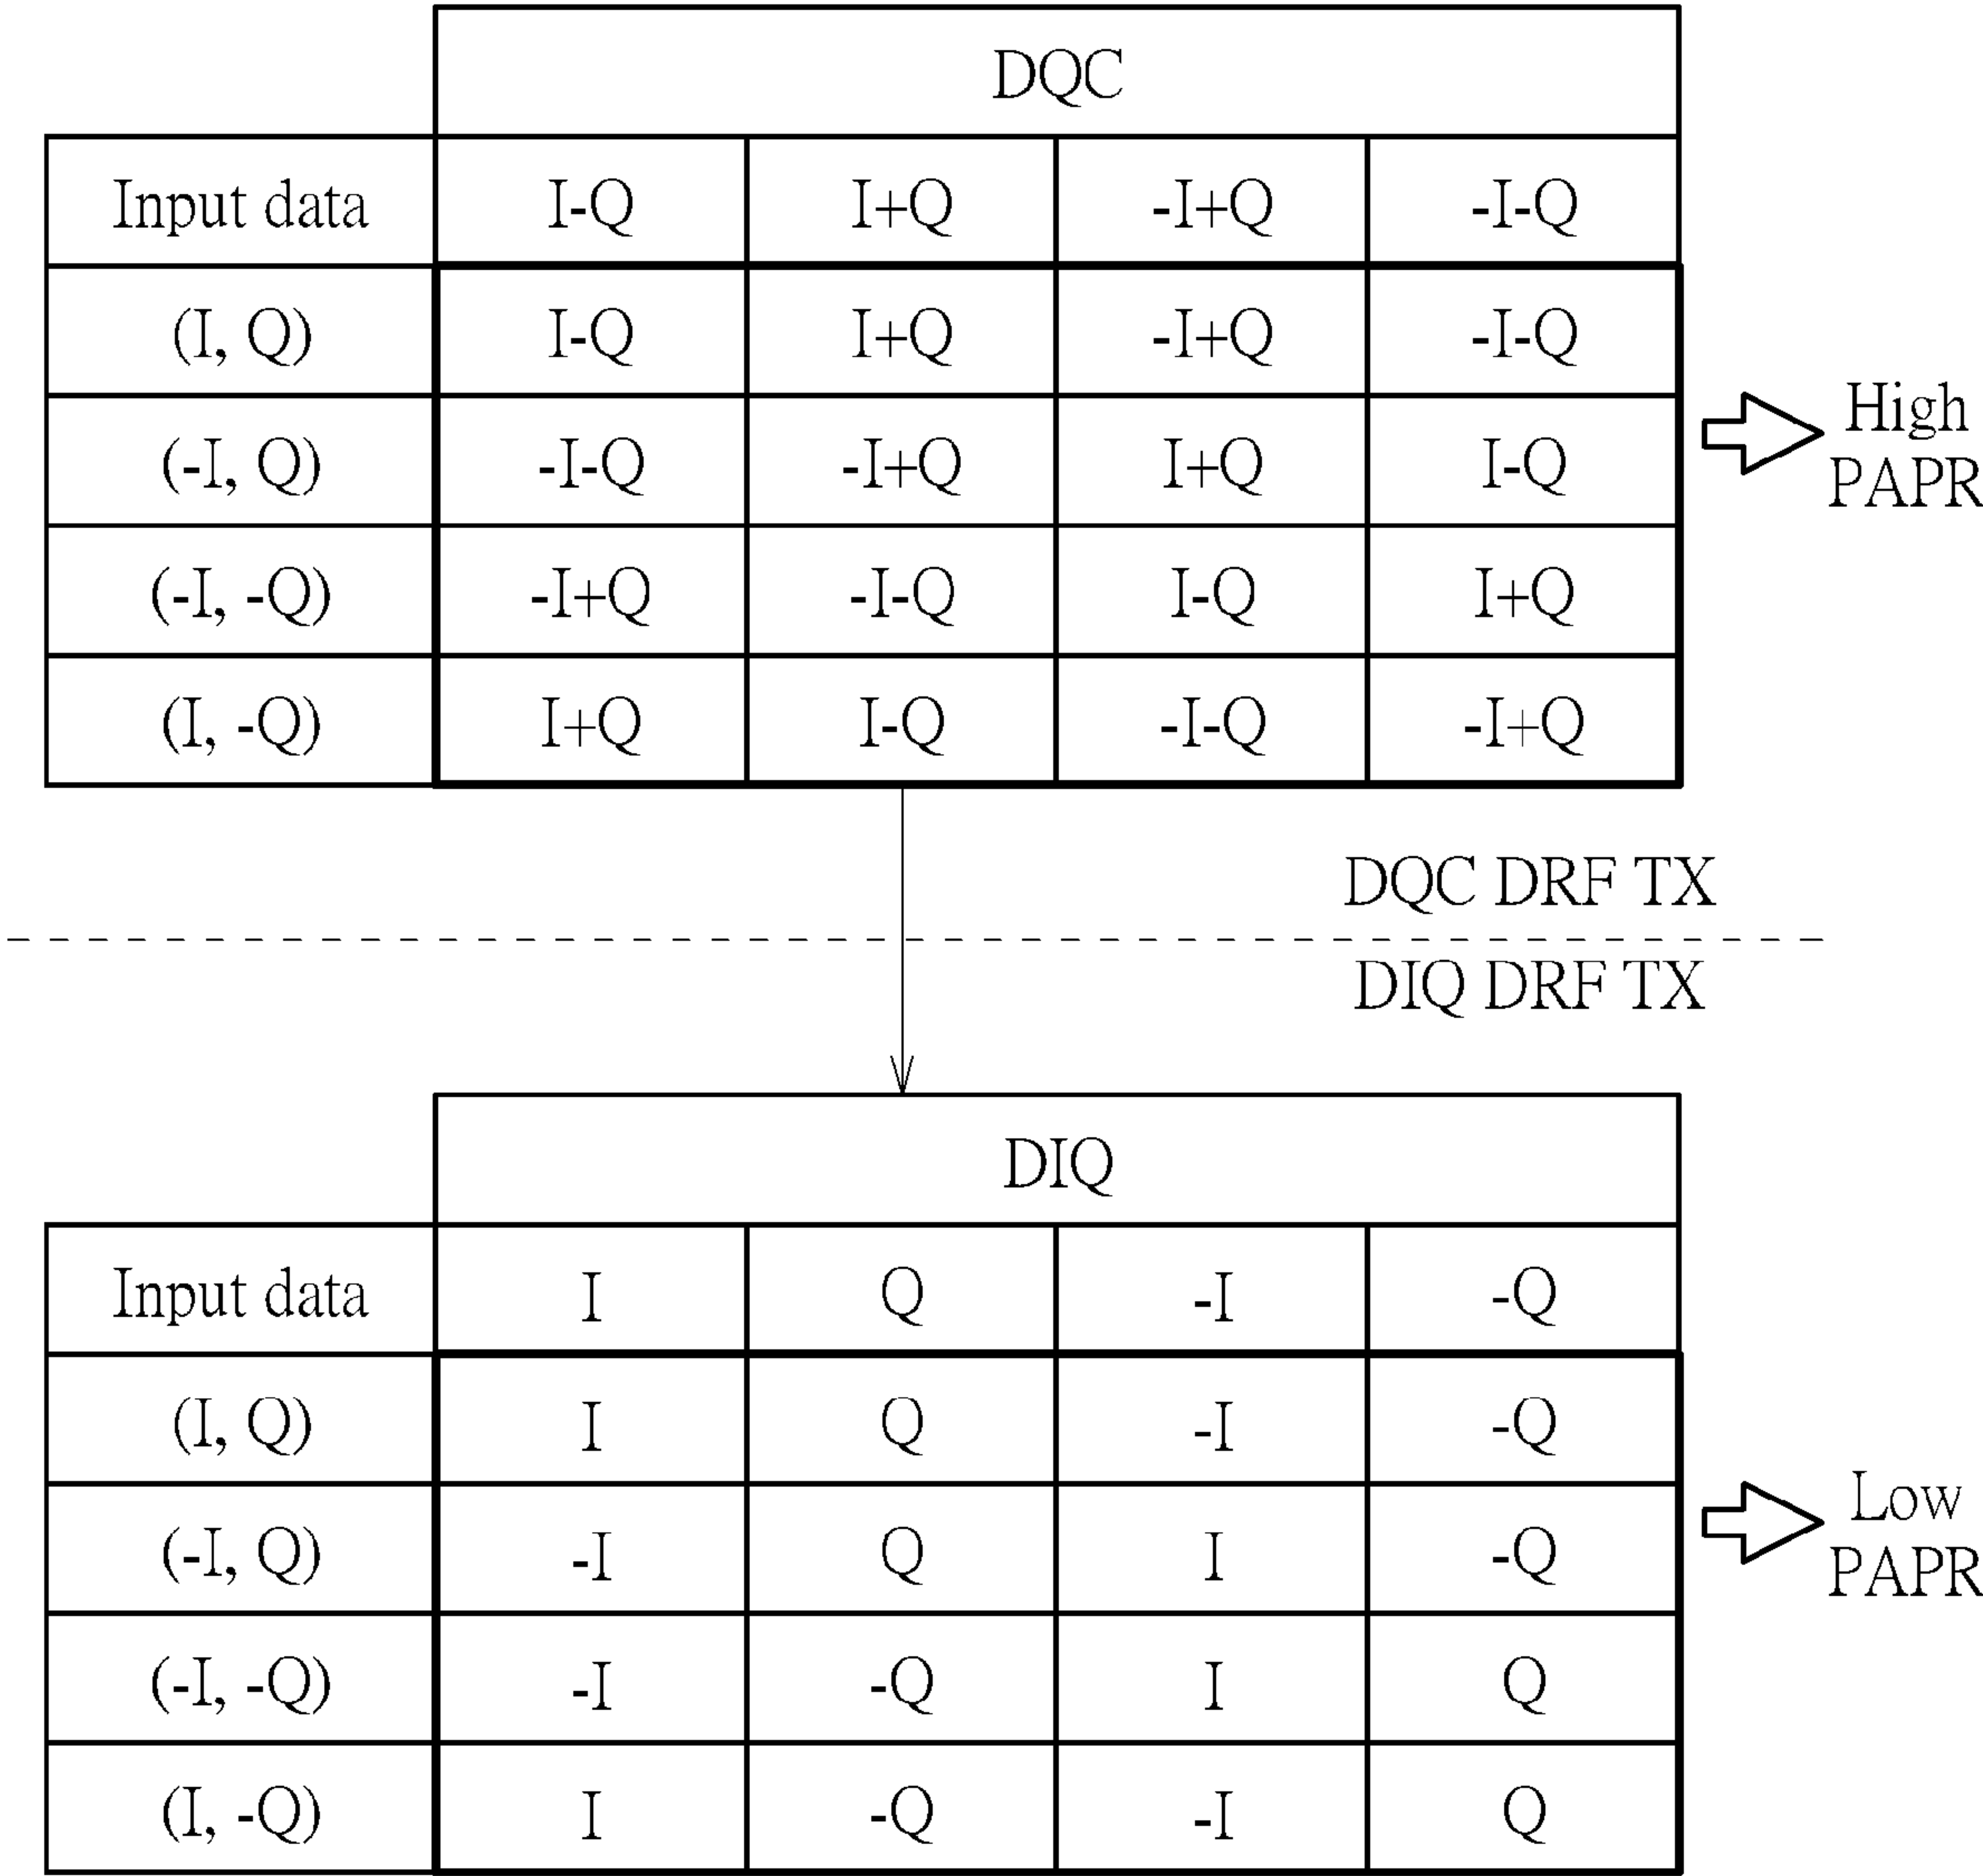 DQC
Input data I-Q I+Q -I+Q -I-Q
(I, Q) I-Q I+Q -I+Q -I-Q
(-I, Q) -I-Q -I+Q I+Q I-Q
(-I, -Q) -I+Q -I-Q I-Q I+Q
(I, -Q) I+Q I-Q -I-Q -I+Q
High
PAPR
DQC DRF TX
DIQ DRF TX
DIQ
Input data I Q -I -Q
(I, Q) I Q -I -Q
(-I, Q) -I Q I -Q
(-I, -Q) -I -Q I Q
(I, -Q) I -Q -I Q
Low
PAPR